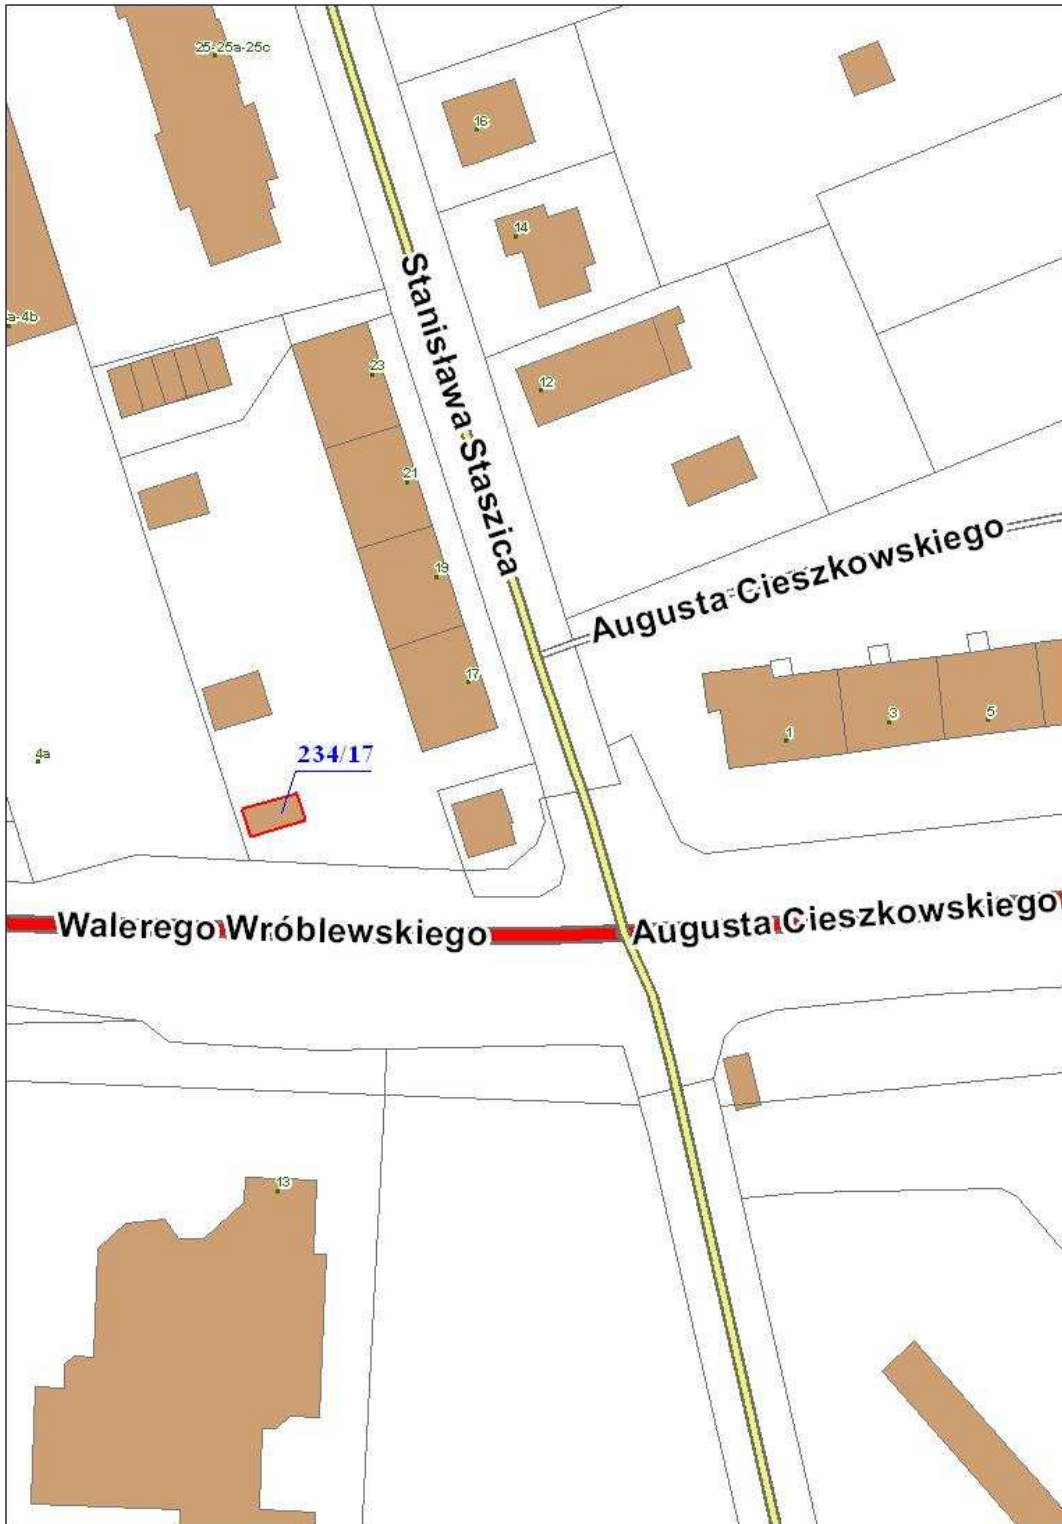 25-25a-25c
16
14
Stanisława Staszica
a-4b
23
12
21
19
Augusta Cieszkowskiego
17
1
3
5
4a
234/17
Walerego Wróblewskiego
Augusta Cieszkowskiego
13